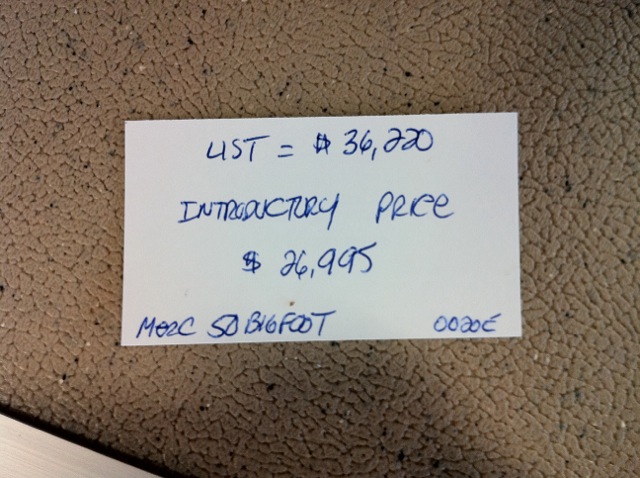 LIST = $ 36,220
INTRODUCTORY PRICE
$ 26,995
MERC 50 BIGFOOT 0020E